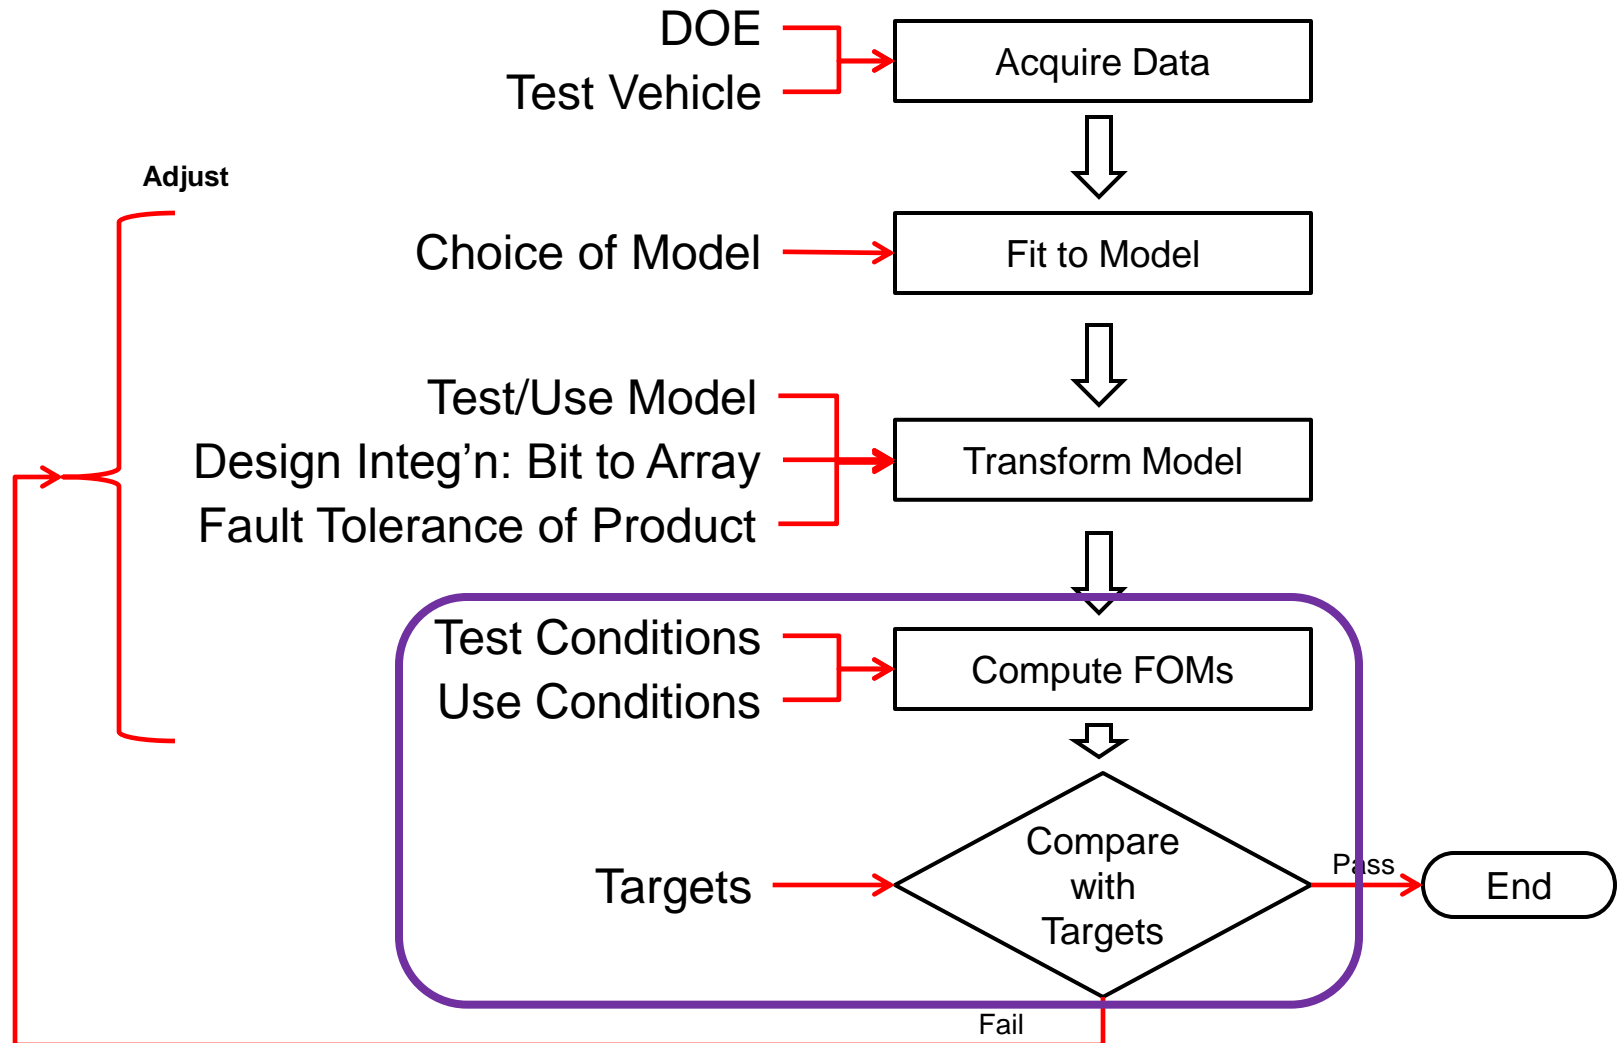 DOE
Test Vehicle
Acquire Data
Adjust
Choice of Model
Fit to Model
Test/Use Model
Design Integ’n: Bit to Array
Fault Tolerance of Product
Transform Model
Test Conditions
Use Conditions
Compute FOMs
Targets
Compare
with
Targets
Pass
End
Fail